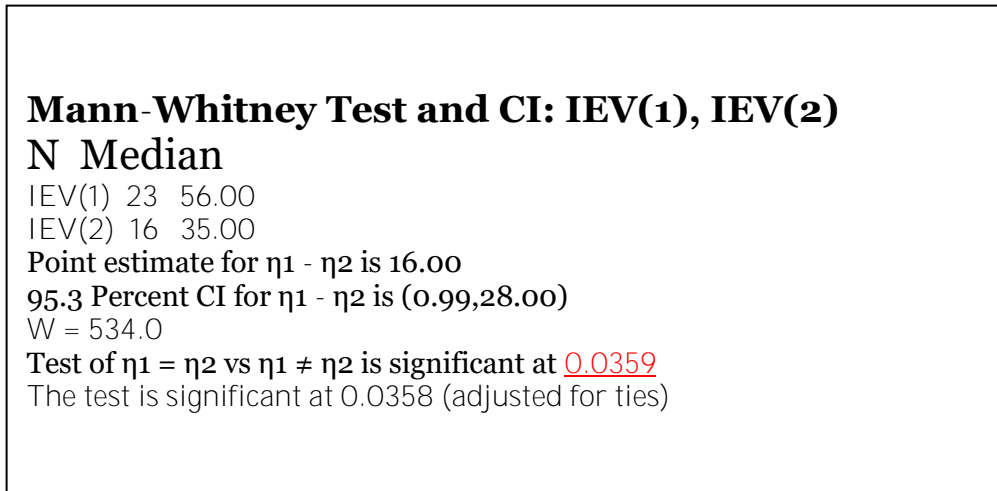 Mann-Whitney Test and CI: IEV(1), IEV(2)
N Median
IEV(1) 23 56.00
IEV(2) 16 35.00
Point estimate for η1 - η2 is 16.00
95.3 Percent CI for η1 - η2 is (0.99,28.00)
W = 534.0
Test of η1 = η2 vs η1 ≠ η2 is significant at 0.0359
The test is significant at 0.0358 (adjusted for ties)